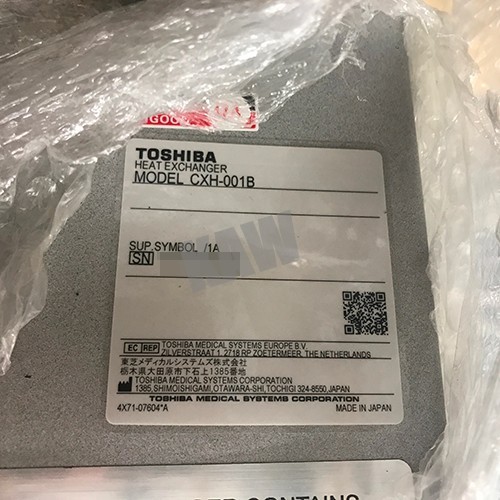 GOOD
TOSHIBA
HEAT EXCHANGER
MODEL CXH-001B
SUP. SYMBOL /1A
SN
KAW
EC REP TOSHIBA MEDICAL SYSTEMS EUROPE B.V.
ZILVERSTRAAT 1, 2718 RP ZOETERMEER, THE NETHERLANDS
東芝メディカルシステムズ株式会社
栃木県大田原市下石上1385番地
TOSHIBA MEDICAL SYSTEMS CORPORATION
1385, SHIMOISHIGAMI, OTAWARA-SHI, TOCHIGI 324-8550, JAPAN
TOSHIBA MEDICAL SYSTEMS CORPORATION
4X71-07604*A MADE IN JAPAN
CONTAINS